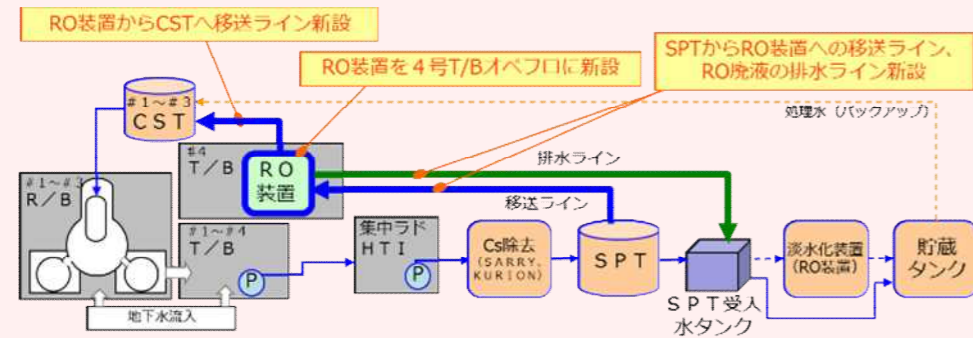 RO装置からCSTへ移送ライン新設
RO装置を４号T/Bオペフロに新設
SPTからRO装置への移送ライン、
RO廃液の排水ライン新設
処理水（バックアップ）
#１～#３
CST
#4
T／B
RO
装置
排水ライン
移送ライン
#１～#３
R／B
#１～#４
T／B
P
集中ラド
HTI
P
Cs除去
(SARRY、
KURION)
SPT
ＳＰＴ受入
水タンク
淡水化装置
(RO装置)
貯蔵
タンク
地下水流入